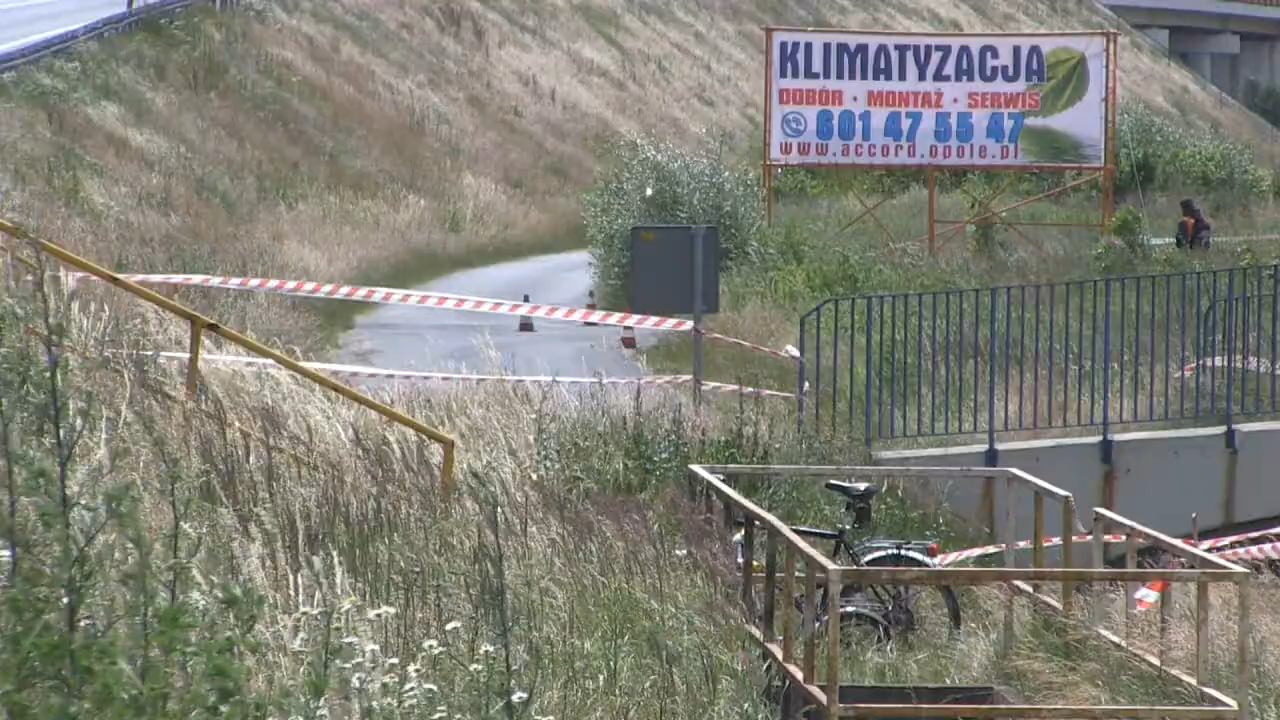 KLIMATYZACJA
DOBÓR · MONTAŻ · SERWIS
601 47 55 47
www.accord.opole.pl